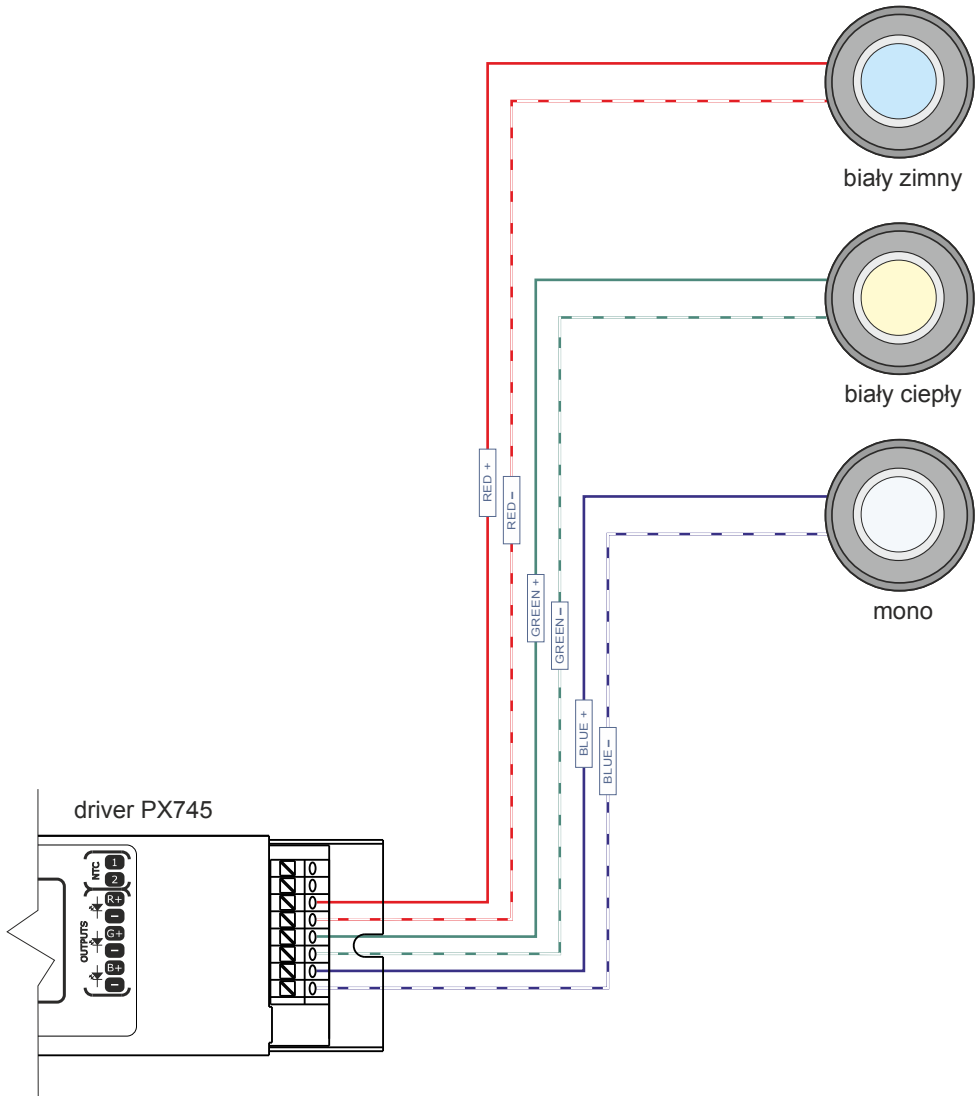 biały zimny
biały ciepły
mono
RED +
RED –
GREEN +
GREEN –
BLUE +
BLUE –
driver PX745
NTC
1
2
OUTPUTS
R+
–
G+
–
B+
–